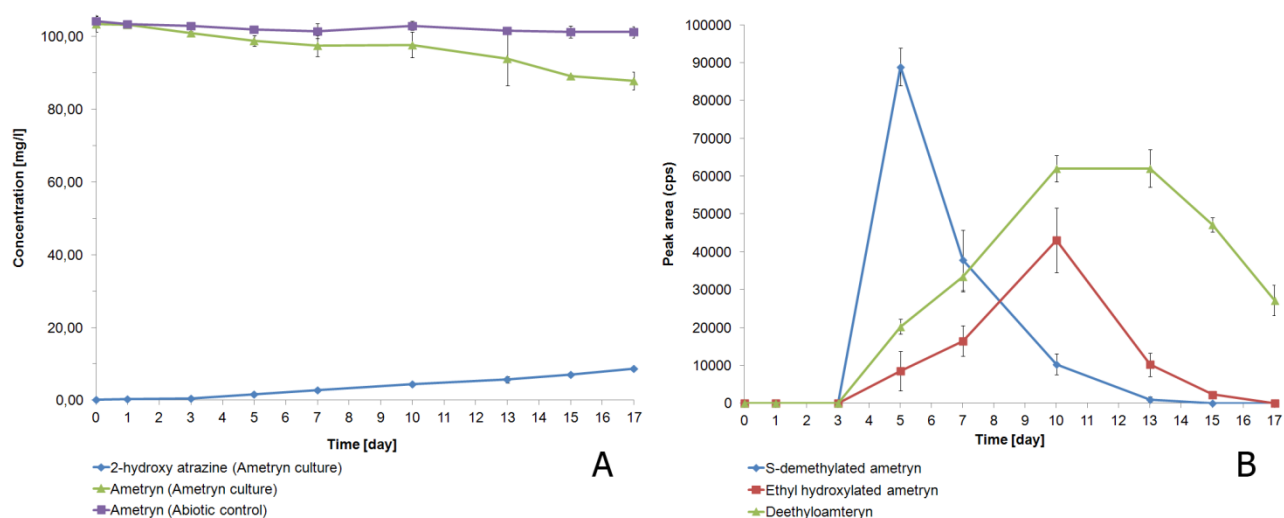 Concentration [mg/l]
100,00
80,00
60,00
40,00
20,00
0,00
0 1 2 3 4 5 6 7 8 9 10 11 12 13 14 15 16 17
Time [day]
2-hydroxy atrazine (Ametryn culture)
Ametryn (Ametryn culture)
Ametryn (Abiotic control)
A
Peak area (cps)
100000
90000
80000
70000
60000
50000
40000
30000
20000
10000
0
0 1 2 3 4 5 6 7 8 9 10 11 12 13 14 15 16 17
Time [day]
S-demethylated ametryn
Ethyl hydroxylated ametryn
Deethyloamteryn
B